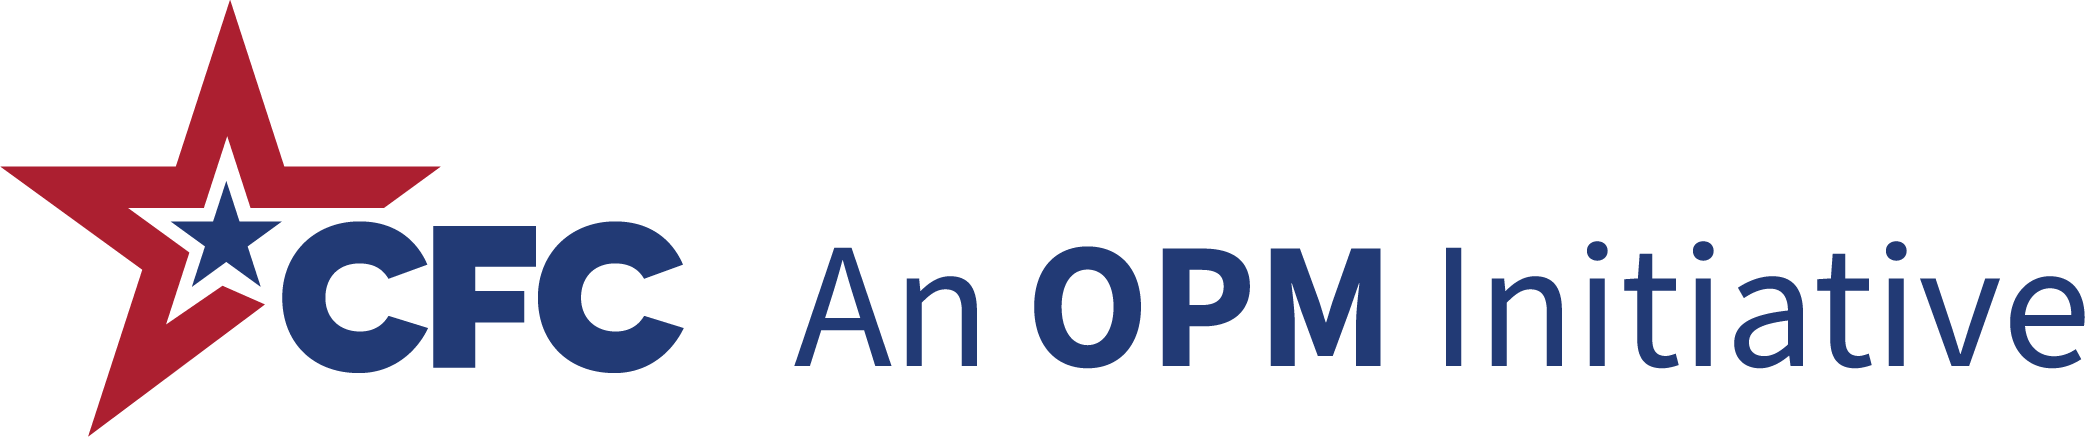 CFC An OPM Initiative